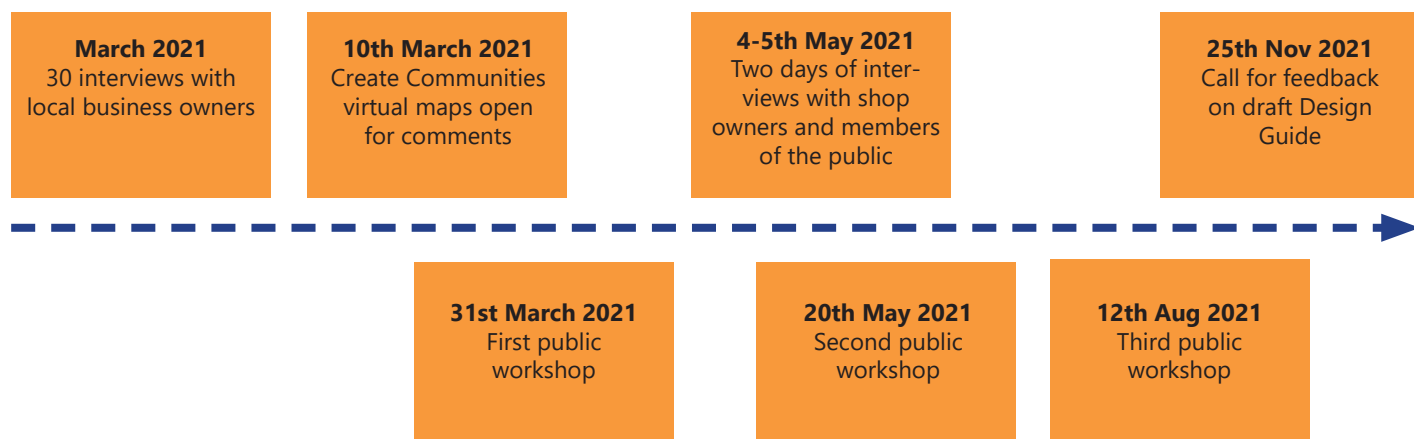 March 2021
30 interviews with
local business owners
10th March 2021
Create Communities
virtual maps open
for comments
4-5th May 2021
Two days of inter-
views with shop
owners and members
of the public
25th Nov 2021
Call for feedback
on draft Design
Guide
31st March 2021
First public
workshop
20th May 2021
Second public
workshop
12th Aug 2021
Third public
workshop